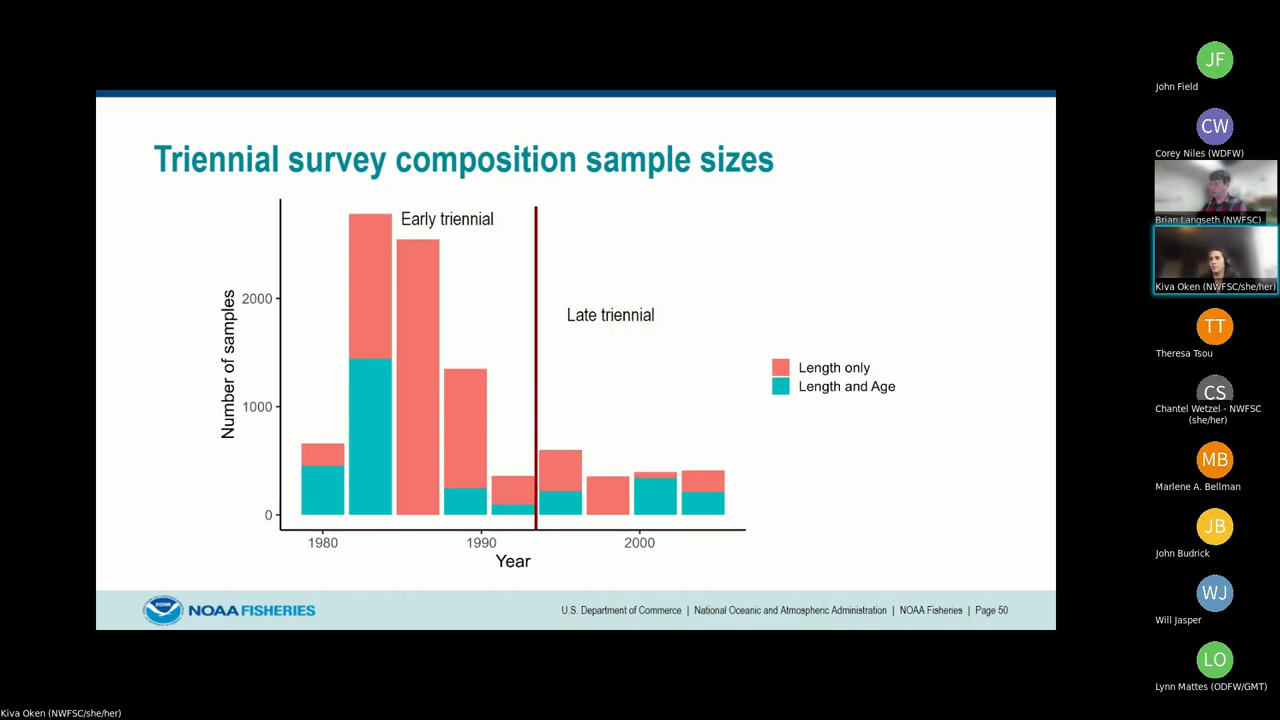 Triennial survey composition sample sizes
Early triennial
Late triennial
Number of samples
2000
1000
0
1980
1990
2000
Year
Length only
Length and Age
NOAA FISHERIES
U.S. Department of Commerce | National Oceanic and Atmospheric Administration | NOAA Fisheries | Page 50
JF
John Field
CW
Corey Niles (WDFW)
Brian Langseth (NWFSC)
Kiva Oken (NWFSC/she/her)
TT
Theresa Tsou
CS
Chantel Wetzel - NWFSC
(she/her)
MB
Marlene A. Bellman
JB
John Budrick
WJ
Will Jasper
LO
Lynn Mattes (ODFW/GMT)
Kiva Oken (NWFSC/she/her)